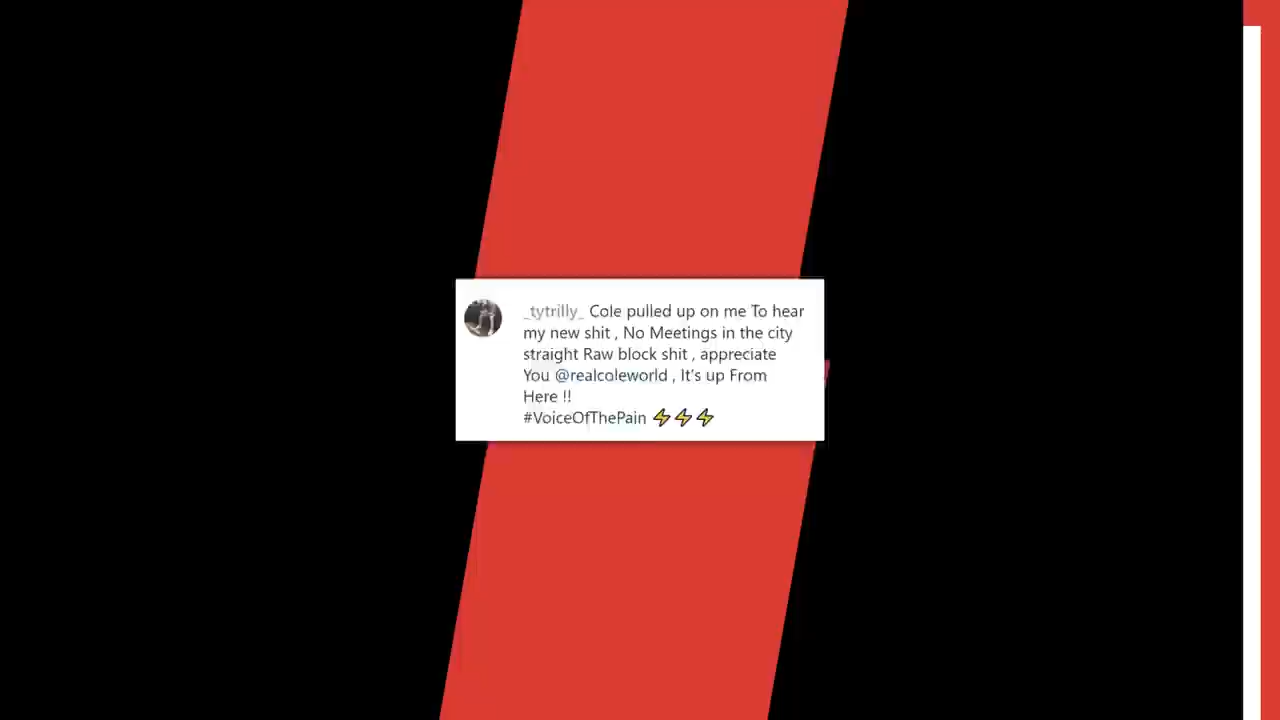 _tytrilly_ Cole pulled up on me To hear
my new shit , No Meetings in the city
straight Raw block shit , appreciate
You @realcoleworld , It's up From
Here !!
#VoiceOfThePain ⚡⚡⚡